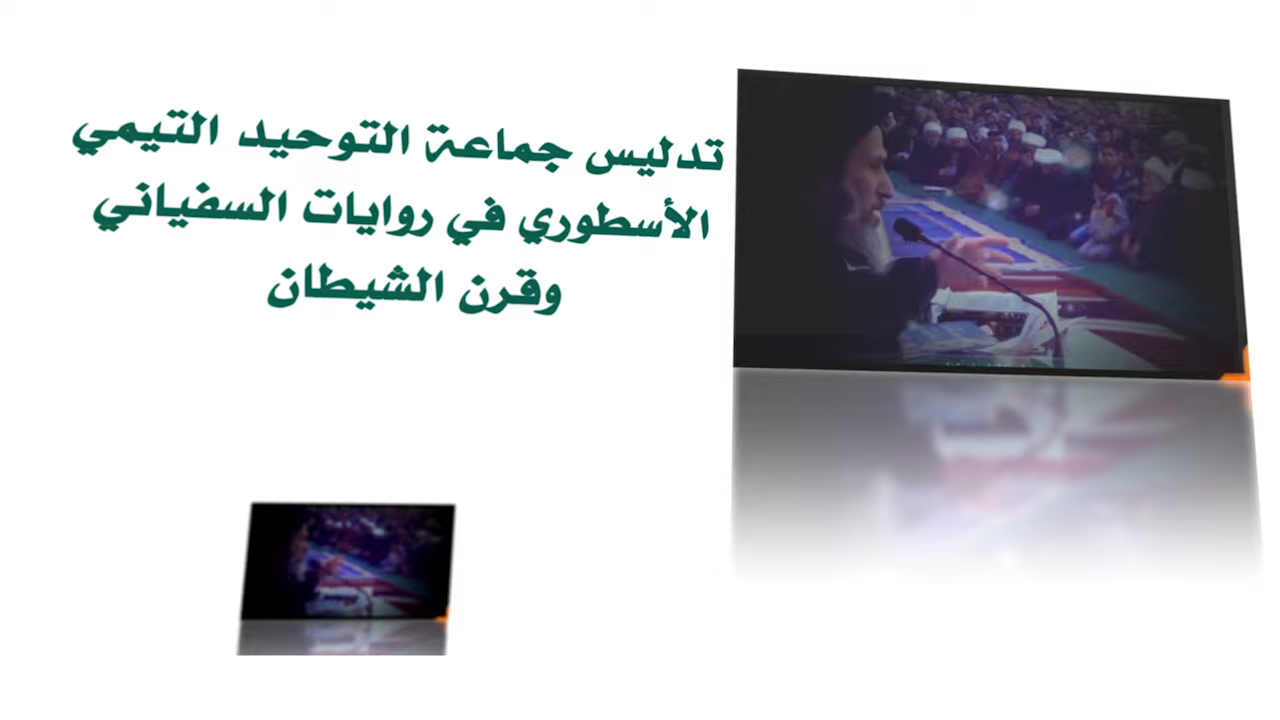 تدليس جماعة التوحيد التيمي
الأسطوري في روايات السفياني
وقرن الشيطان